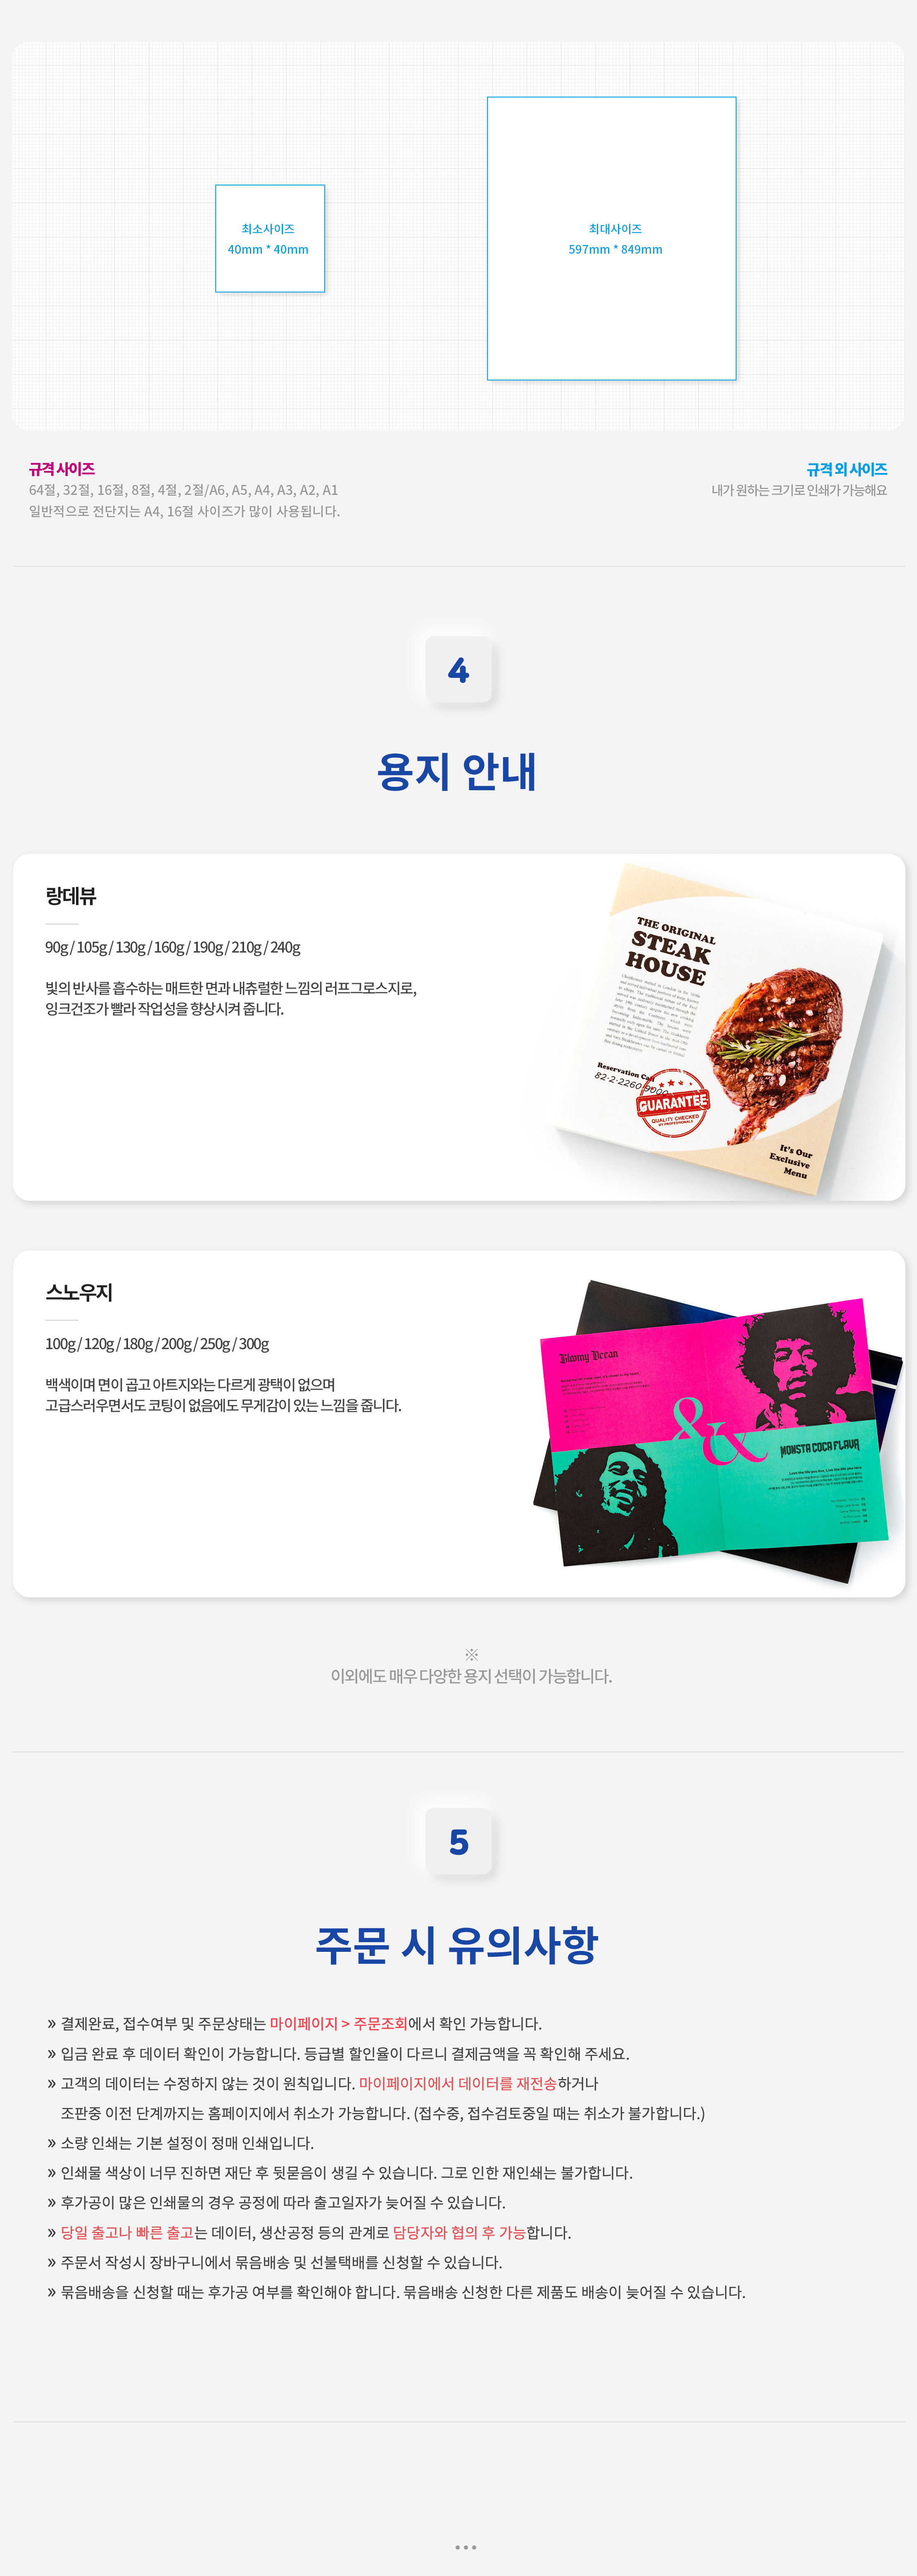 최소사이즈
40mm * 40mm
최대사이즈
597mm * 849mm
규격 사이즈
64절, 32절, 16절, 8절, 4절, 2절/A6, A5, A4, A3, A2, A1
일반적으로 전단지는 A4, 16절 사이즈가 많이 사용됩니다.
규격 외 사이즈
내가 원하는 크기로 인쇄가 가능해요
4
용지 안내
랑데뷰
90g / 105g / 130g / 160g / 190g / 210g / 240g
빛의 반사를 흡수하는 매트한 면과 내츄럴한 느낌의 러프그로스지로,
잉크건조가 빨라 작업성을 향상시켜 줍니다.
THE ORIGINAL
STEAK
HOUSE
Reservation Call
82-2-2260-9000
GUARANTEE
QUALITY CHECKED
BY PROFESSIONALS
It's Our
Exclusive
Menu
스노우지
100g / 120g / 180g / 200g / 250g / 300g
백색이며 면이 곱고 아트지와는 다르게 광택이 없으며
고급스러우면서도 코팅이 없음에도 무게감이 있는 느낌을 줍니다.
&
MONSTA COCA FLAVA
※
이외에도 매우 다양한 용지 선택이 가능합니다.
5
주문 시 유의사항
» 결제완료, 접수여부 및 주문상태는 마이페이지 > 주문조회에서 확인 가능합니다.
» 입금 완료 후 데이터 확인이 가능합니다. 등급별 할인율이 다르니 결제금액을 꼭 확인해 주세요.
» 고객의 데이터는 수정하지 않는 것이 원칙입니다. 마이페이지에서 데이터를 재전송하거나
조판중 이전 단계까지는 홈페이지에서 취소가 가능합니다. (접수중, 접수검토중일 때는 취소가 불가합니다.)
» 소량 인쇄는 기본 설정이 정매 인쇄입니다.
» 인쇄물 색상이 너무 진하면 재단 후 뒷묻음이 생길 수 있습니다. 그로 인한 재인쇄는 불가합니다.
» 후가공이 많은 인쇄물의 경우 공정에 따라 출고일자가 늦어질 수 있습니다.
» 당일 출고나 빠른 출고는 데이터, 생산공정 등의 관계로 담당자와 협의 후 가능합니다.
» 주문서 작성시 장바구니에서 묶음배송 및 선불택배를 신청할 수 있습니다.
» 묶음배송을 신청할 때는 후가공 여부를 확인해야 합니다. 묶음배송 신청한 다른 제품도 배송이 늦어질 수 있습니다.